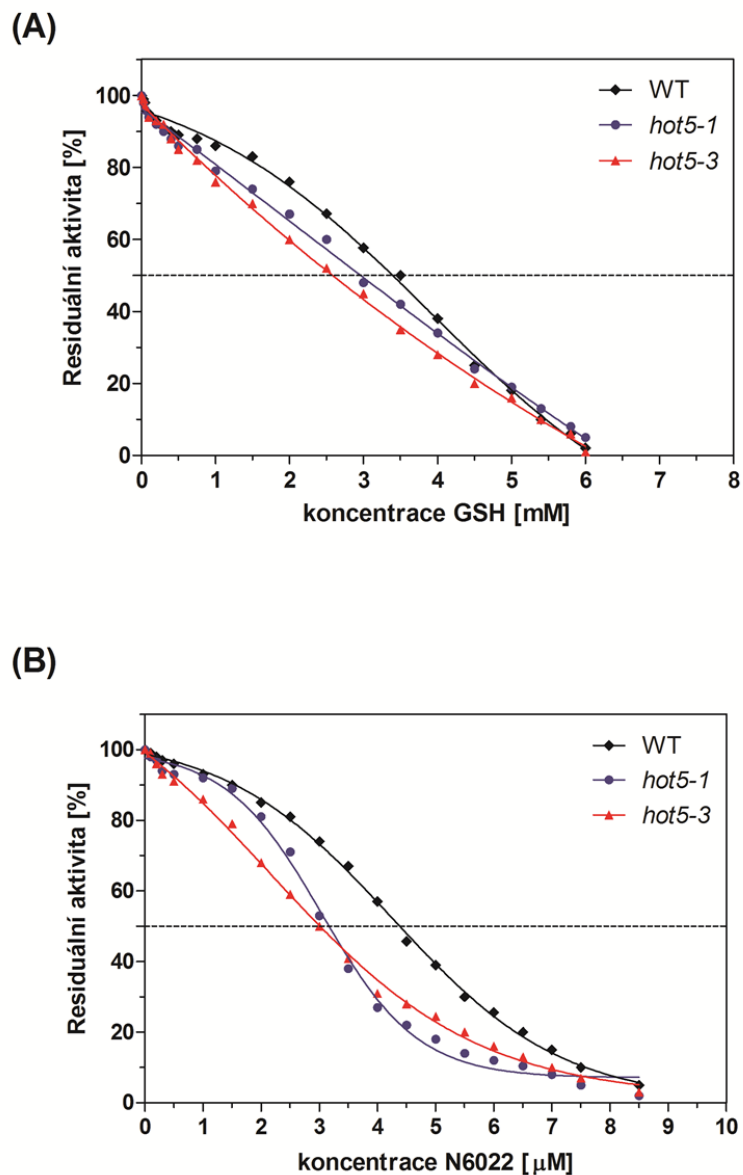 (A)
WT
hot5-1
hot5-3
Residuální aktivita [%]
100
80
60
40
20
0
0 1 2 3 4 5 6 7 8
koncentrace GSH [mM]
(B)
WT
hot5-1
hot5-3
Residuální aktivita [%]
100
80
60
40
20
0
0 1 2 3 4 5 6 7 8 9 10
koncentrace N6022 [µM]